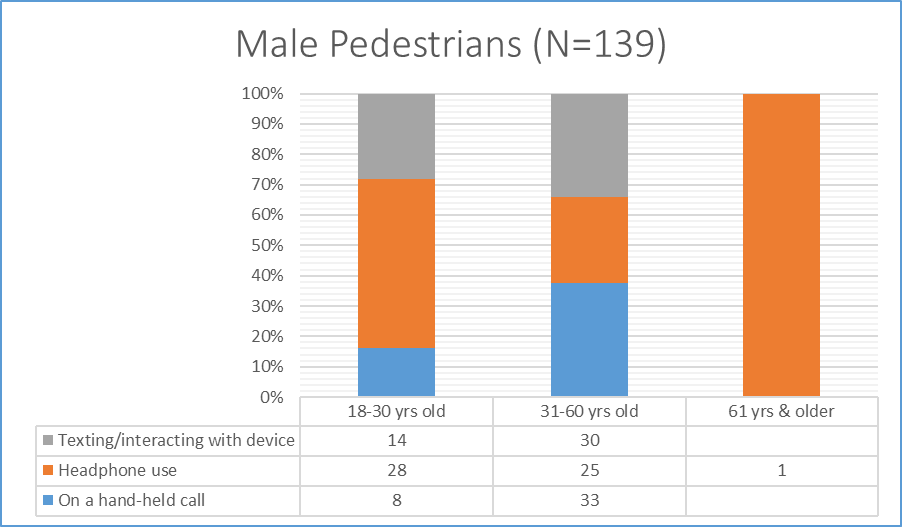 Male Pedestrians (N=139)
100%
90%
80%
70%
60%
50%
40%
30%
20%
10%
0%
18-30 yrs old 31-60 yrs old 61 yrs & older
Texting/interacting with device 14 30
Headphone use 28 25 1
On a hand-held call 8 33